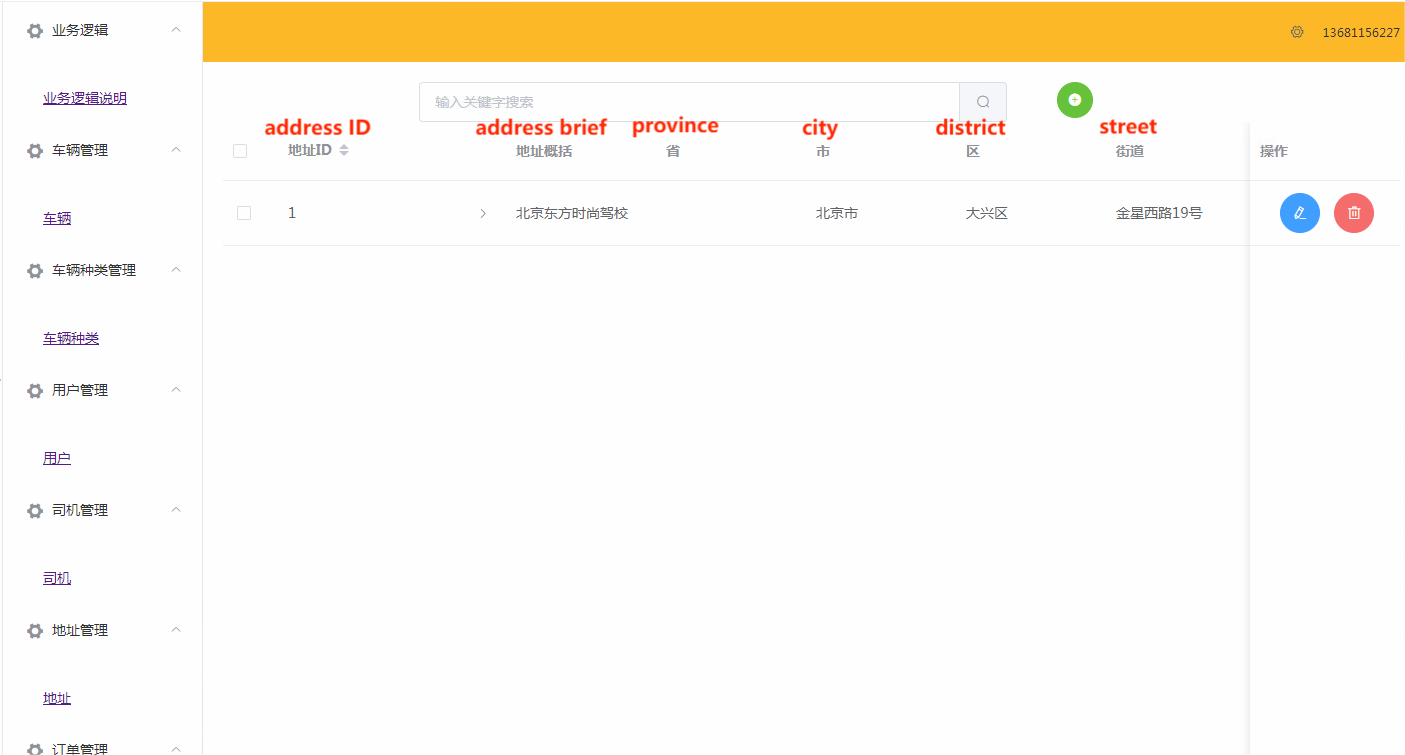 业务逻辑
业务逻辑说明
车辆管理
车辆
车辆种类管理
车辆种类
用户管理
用户
司机管理
司机
地址管理
地址
订单管理
13681156227
输入关键字搜索
address ID address brief province city district street
地址ID 地址概括 省 市 区 街道 操作
1 北京东方时尚驾校 北京市 大兴区 金星西路19号